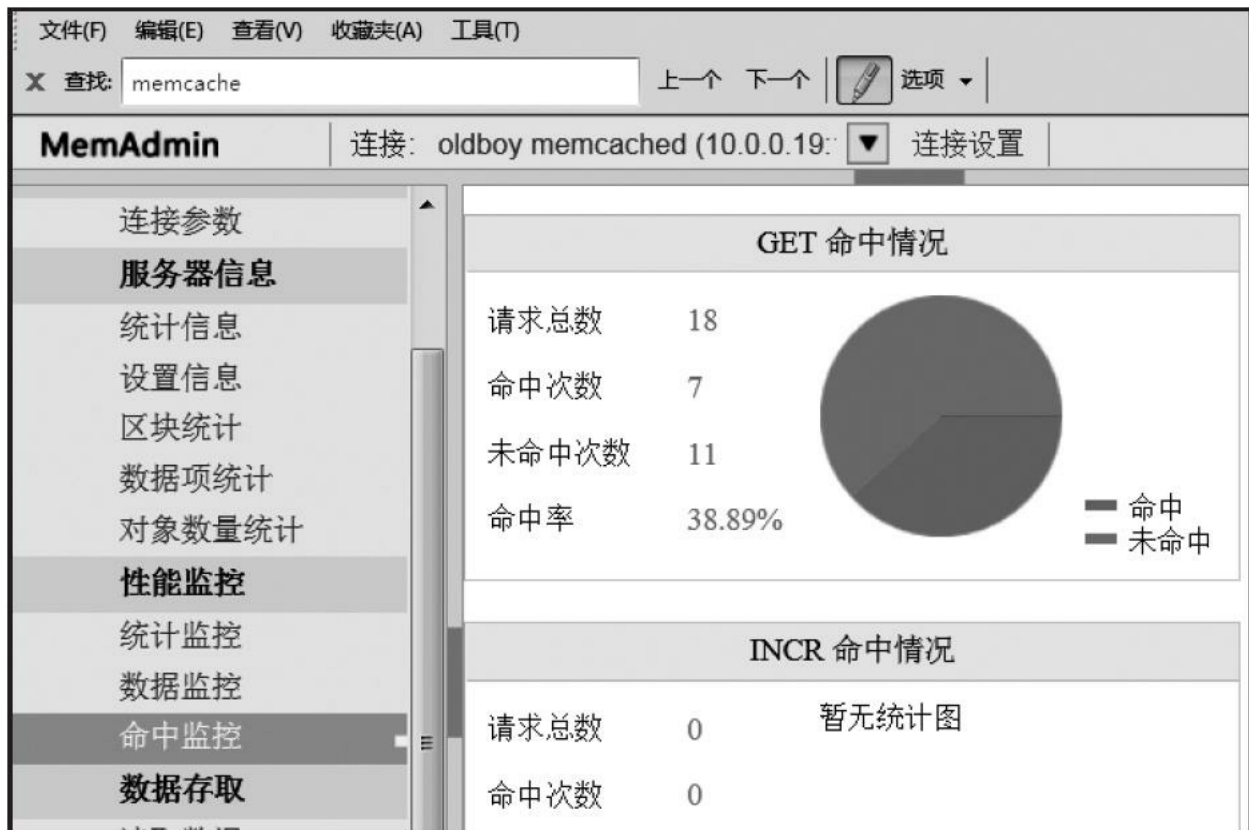 文件(F) 编辑(E) 查看(V) 收藏夹(A) 工具(T)
X 查找: memcache 上一个 下一个 选项
MemAdmin 连接: oldboy memcached (10.0.0.19: 连接设置
连接参数
服务器信息
统计信息
设置信息
区块统计
数据项统计
对象数量统计
性能监控
统计监控
数据监控
命中监控
数据存取
GET 命中情况
请求总数 18
命中次数 7
未命中次数 11
命中率 38.89%
命中
未命中
INCR 命中情况
请求总数 0 暂无统计图
命中次数 0